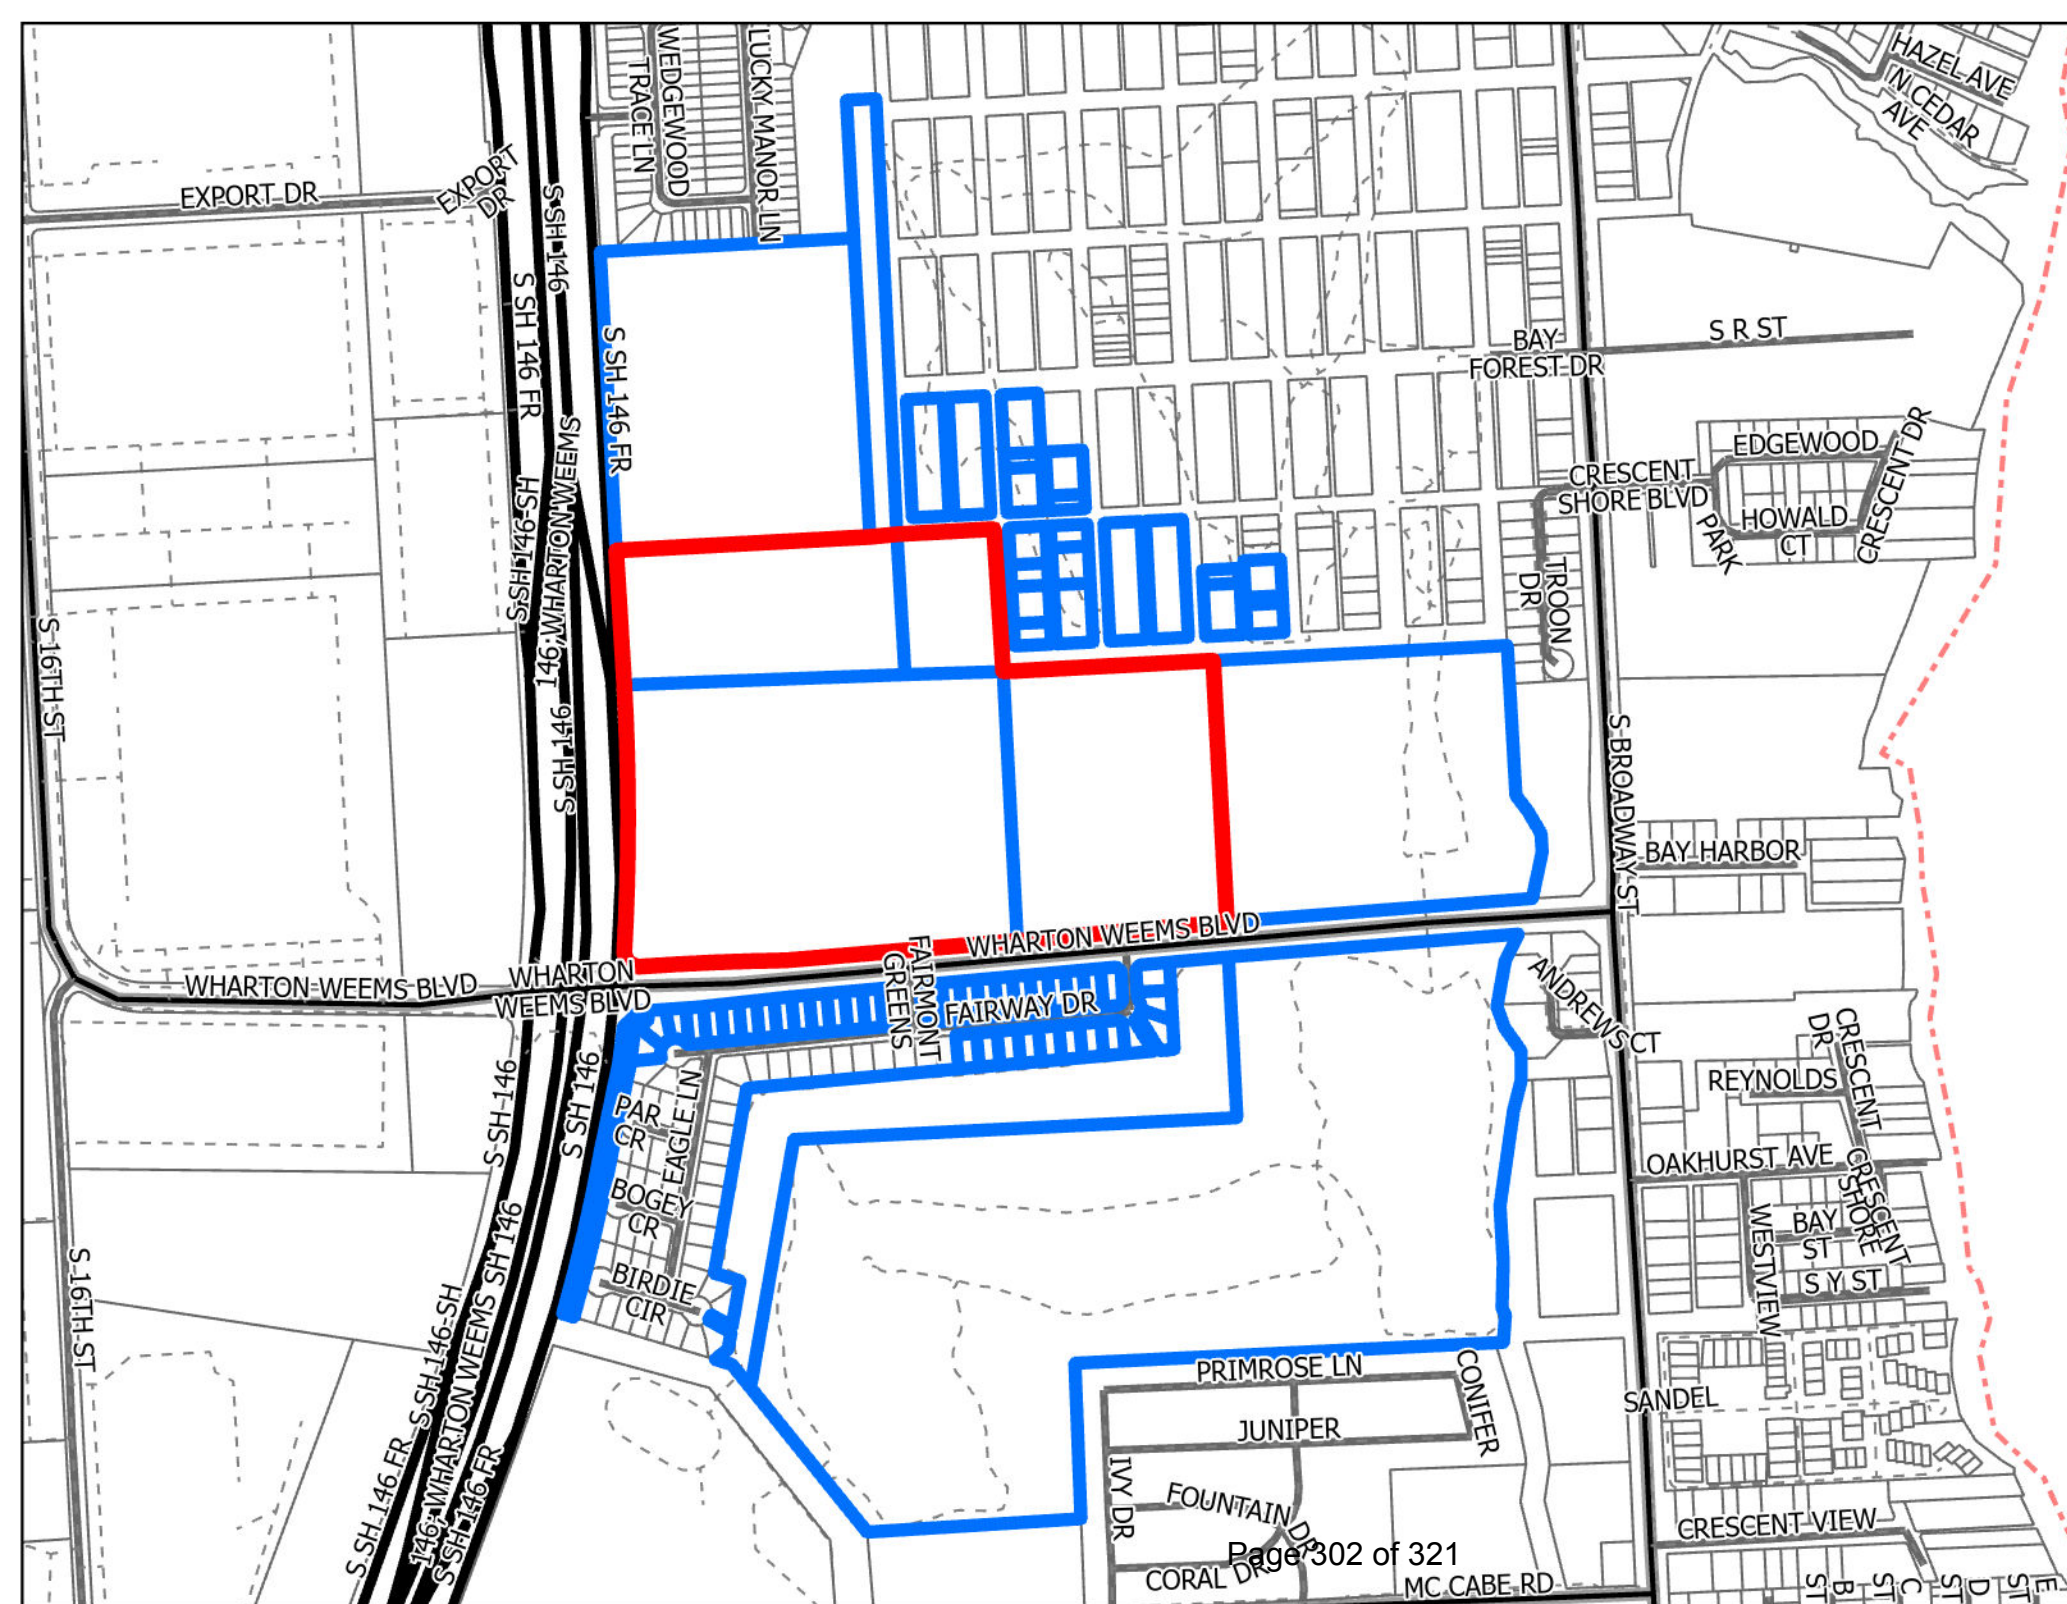 HAZEL AVE
N CEDAR
AVE
WEDGEWOOD
TRACE LN
LUCKY MANOR LN
EXPORT DR
EXPORT
DR
S SH 146
S SH 146 FR
S SH 146 FR
S R ST
BAY
FOREST DR
EDGEWOOD
CRESCENT DR
CRESCENT
SHORE BLVD
HOWALD
CT
PARK
TROON
DR
S SH 146-SH
146;WHARTON WEEMS
S SH 146
S 16TH ST
S BROADWAY ST
BAY HARBOR
WHARTON WEEMS BLVD
WHARTON WEEMS BLVD
WHARTON
WEEMS BLVD
FAIRMONT
GREENS
FAIRWAY DR
ANDREWS CT
CRESCENT
DR
REYNOLDS
S SH 146
S SH 146
EAGLE LN
PAR
CR
BOGEY
CR
BIRDIE
CIR
OAKHURST AVE
CRESCENT
SHORE
WESTVIEW
BAY
ST
S Y ST
S 16TH ST
S SH 146-SH
146; WHARTON WEEMS SH 146
S SH 146 FR
S SH 146 FR
PRIMROSE LN
CONIFER
JUNIPER
SANDEL
IVY DR
FOUNTAIN DR
CORAL DR
CRESCENT VIEW
MC CABE RD
Page 302 of 321
B
ST
C
ST
D
ST
E
ST